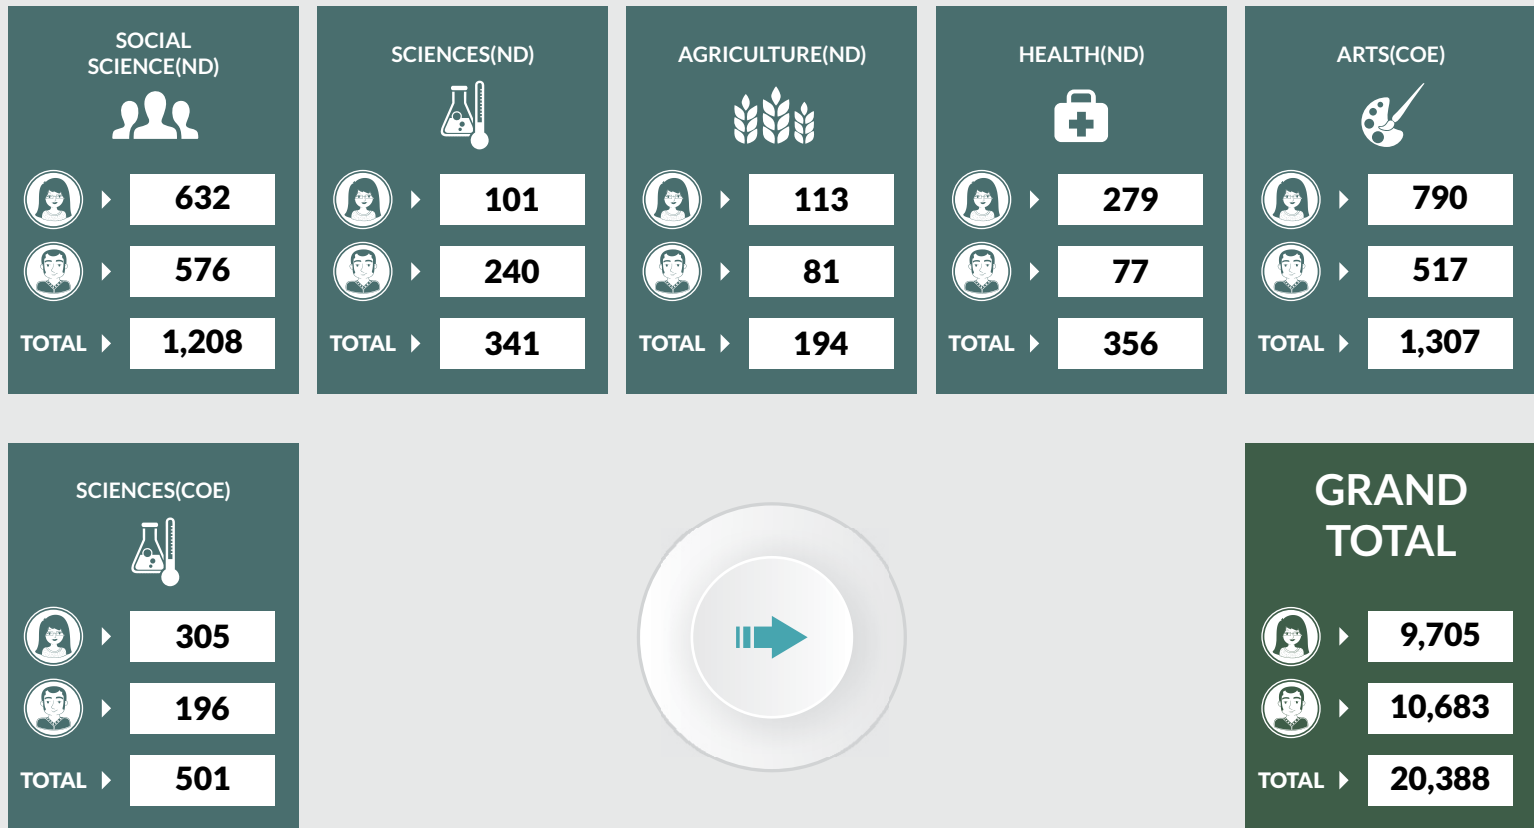 SOCIAL
SCIENCE(ND)
632
576
TOTAL 1,208
SCIENCES(ND)
101
240
TOTAL 341
AGRICULTURE(ND)
113
81
TOTAL 194
HEALTH(ND)
279
77
TOTAL 356
ARTS(COE)
790
517
TOTAL 1,307
SCIENCES(COE)
305
196
TOTAL 501
GRAND
TOTAL
9,705
10,683
TOTAL 20,388